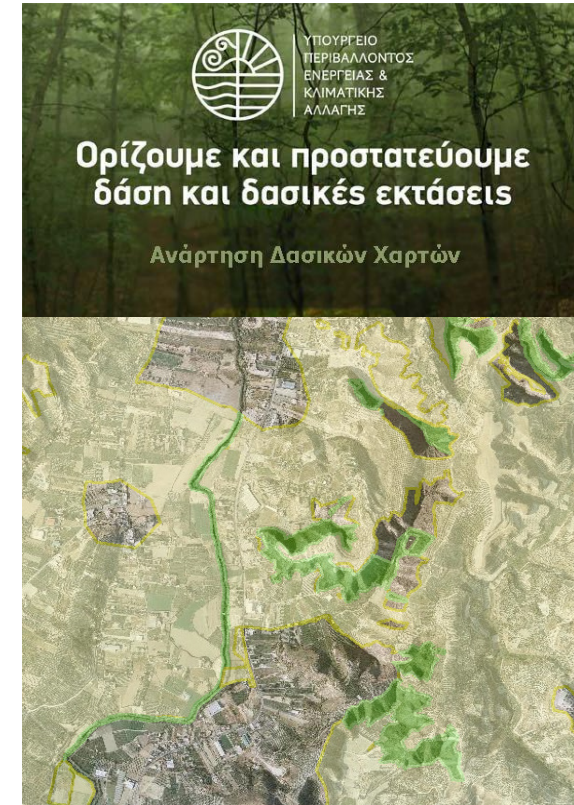 ΥΠΟΥΡΓΕΙΟ
ΠΕΡΙΒΑΛΛΟΝΤΟΣ
ΕΝΕΡΓΕΙΑΣ &
ΚΛΙΜΑΤΙΚΗΣ
ΑΛΛΑΓΗΣ
Ορίζουμε και προστατεύουμε
δάση και δασικές εκτάσεις
Ανάρτηση Δασικών Χαρτών